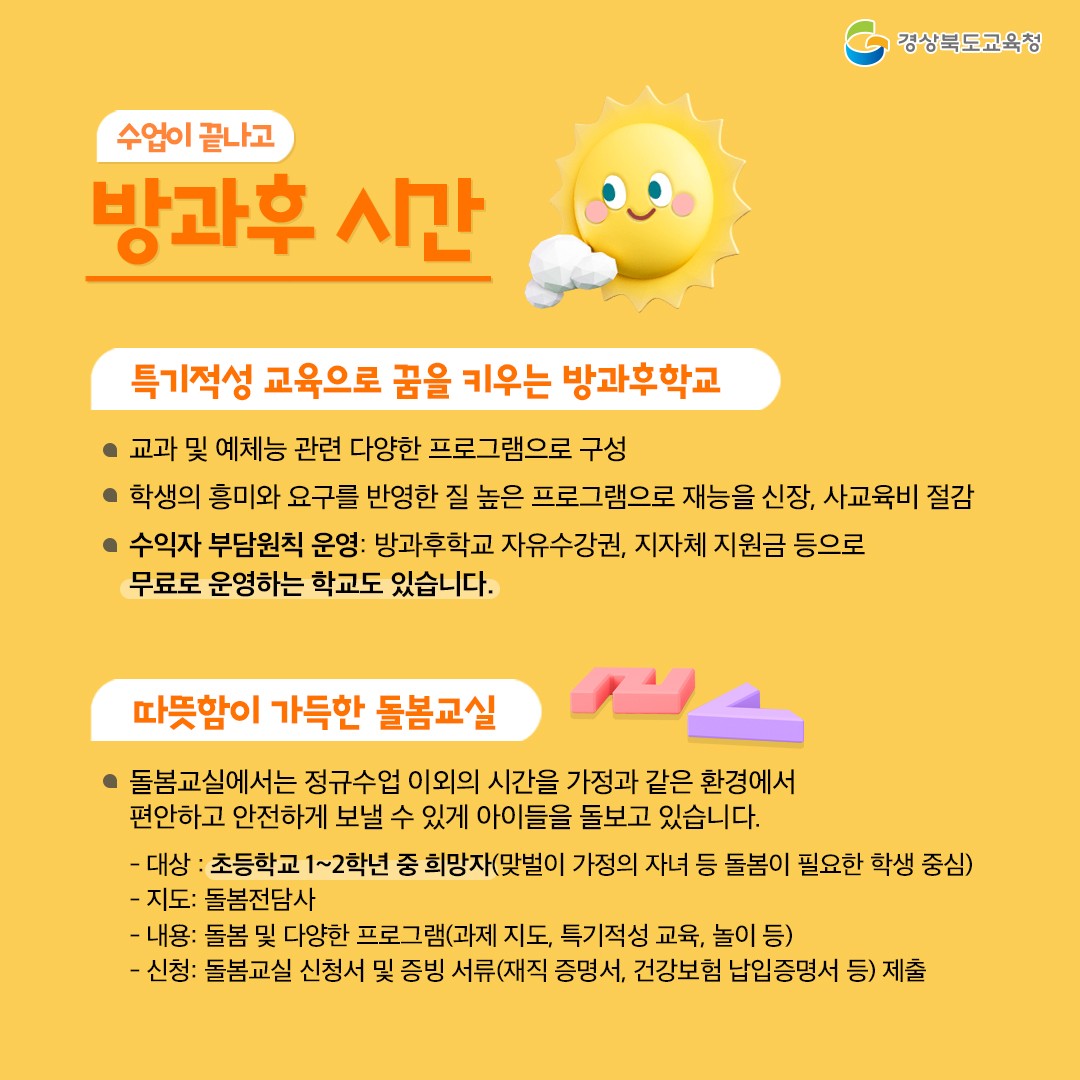 경상북도교육청
수업이 끝나고
방과후 시간
특기적성 교육으로 꿈을 키우는 방과후학교
교과 및 예체능 관련 다양한 프로그램으로 구성
학생의 흥미와 요구를 반영한 질 높은 프로그램으로 재능을 신장, 사교육비 절감
수익자 부담원칙 운영: 방과후학교 자유수강권, 지자체 지원금 등으로
무료로 운영하는 학교도 있습니다.
따뜻함이 가득한 돌봄교실
돌봄교실에서는 정규수업 이외의 시간을 가정과 같은 환경에서
편안하고 안전하게 보낼 수 있게 아이들을 돌보고 있습니다.
- 대상 : 초등학교 1~2학년 중 희망자(맞벌이 가정의 자녀 등 돌봄이 필요한 학생 중심)
- 지도: 돌봄전담사
- 내용: 돌봄 및 다양한 프로그램(과제 지도, 특기적성 교육, 놀이 등)
- 신청: 돌봄교실 신청서 및 증빙 서류(재직 증명서, 건강보험 납입증명서 등) 제출